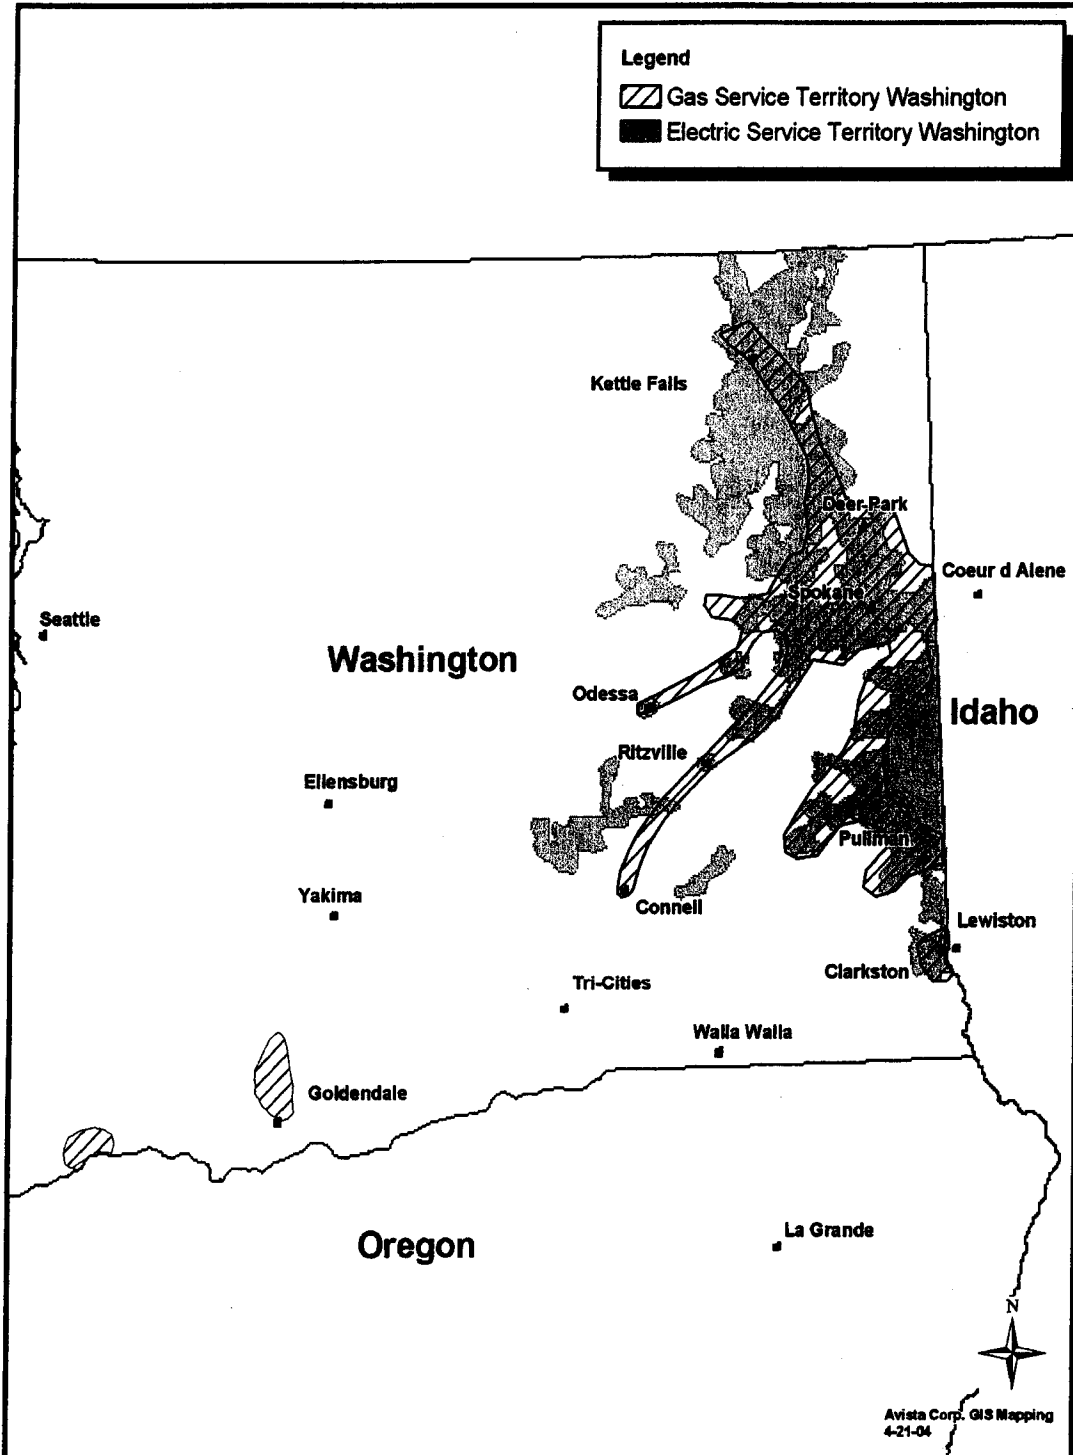 Legend
Gas Service Territory Washington
Electric Service Territory Washington
Kettle Falls
Deer-Park
Coeur d Alene
Spokane
Seattle
Washington
Odessa
Idaho
Ritzville
Ellensburg
Pullman
Yakima
Connell
Lewiston
Clarkston
Tri-Cities
Walla Walla
Goldendale
La Grande
Oregon
N
Avista Corp. GIS Mapping
4-21-04